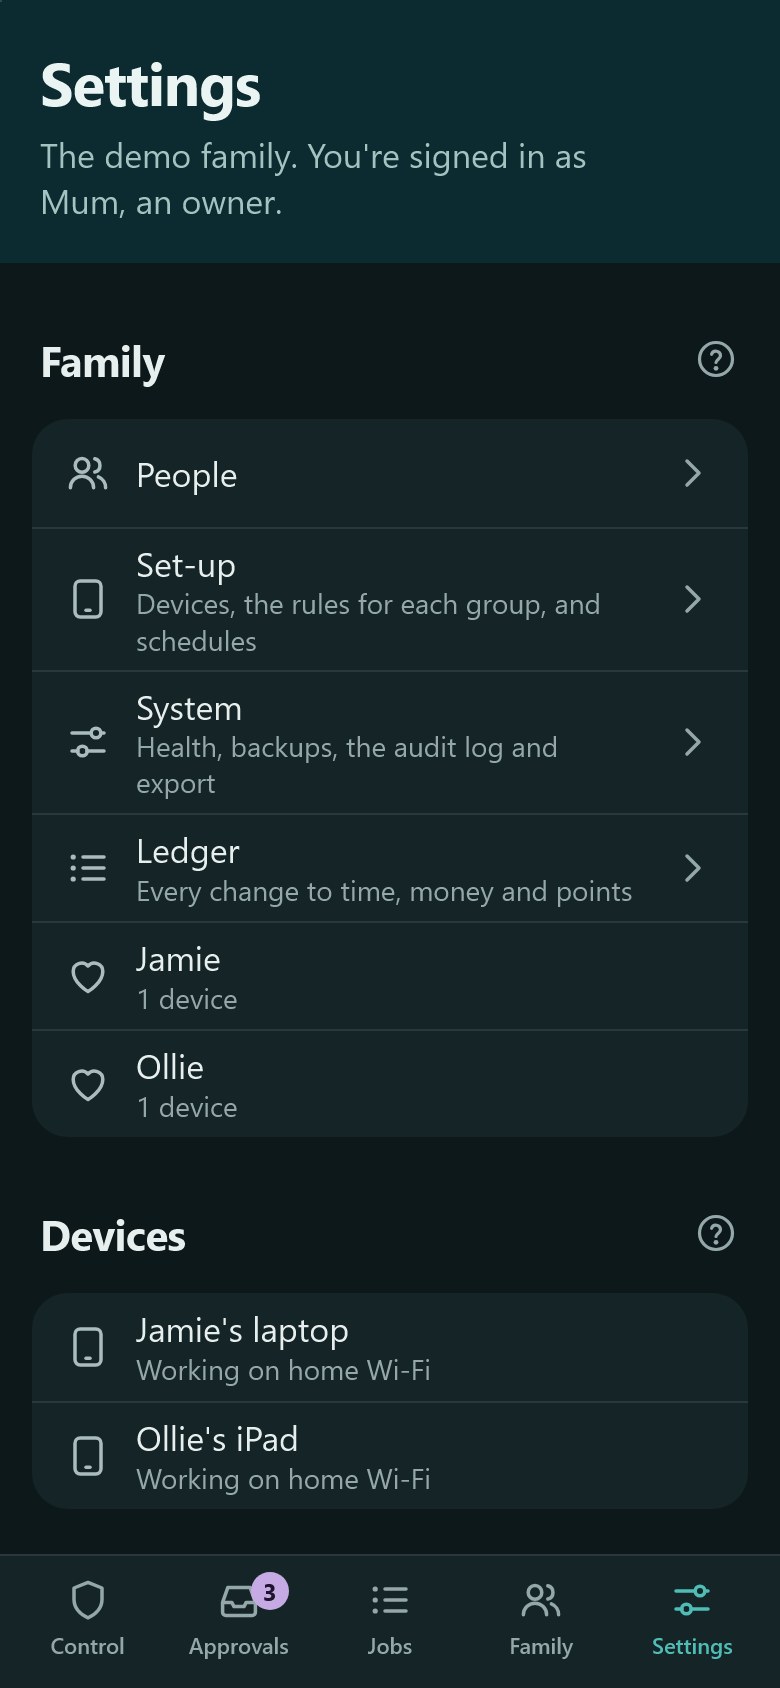 Settings
The demo family. You're signed in as
Mum, an owner.
Family
People
Set-up
Devices, the rules for each group, and
schedules
System
Health, backups, the audit log and
export
Ledger
Every change to time, money and points
Jamie
1 device
Ollie
1 device
Devices
Jamie's laptop
Working on home Wi-Fi
Ollie's iPad
Working on home Wi-Fi
3
Control
Approvals
Jobs
Family
Settings